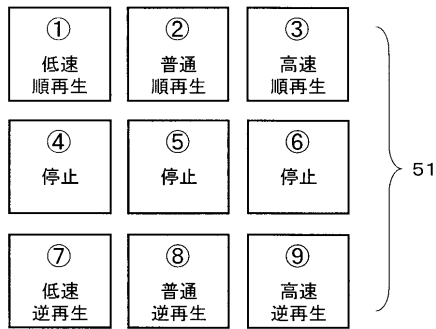 ① ② ③
低速 普通 高速
順再生 順再生 順再生
④ ⑤ ⑥
停止 停止 停止
51
⑦ ⑧ ⑨
低速 普通 高速
逆再生 逆再生 逆再生